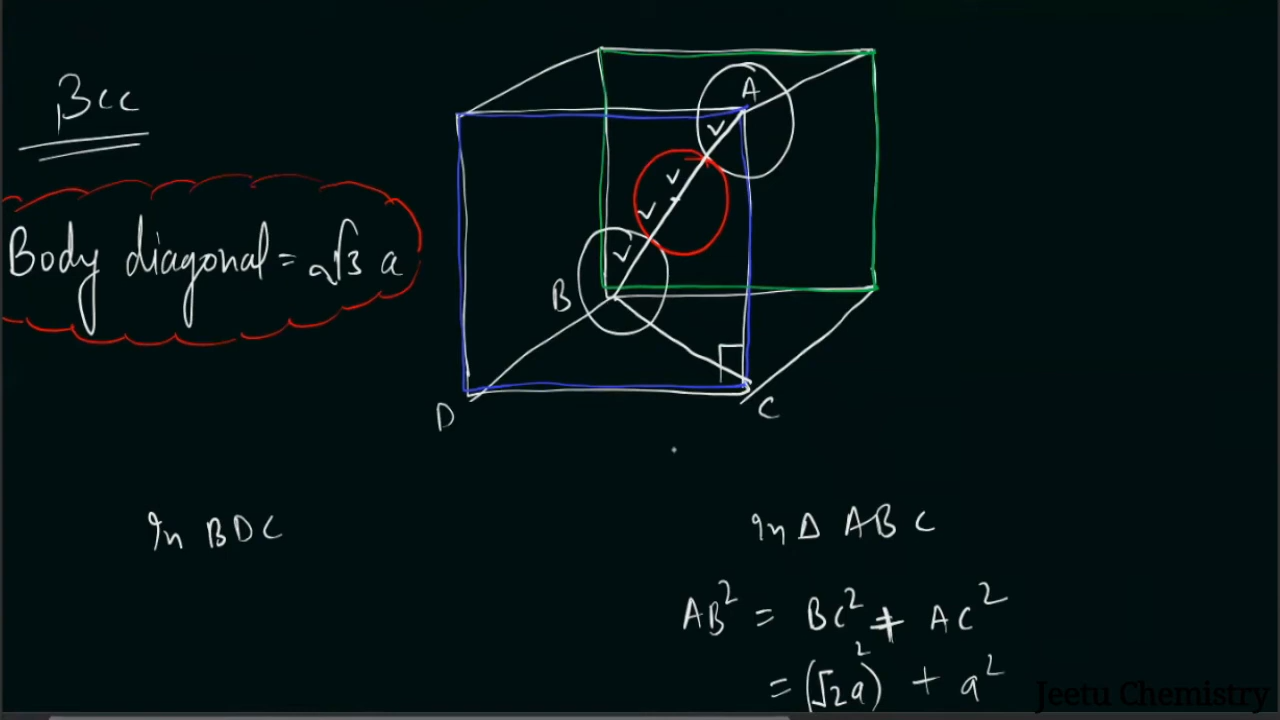 Bcc
A
r
r
r
r
Body diagonal = √3 a
B
D
C
In BDC
In Δ ABC
AB² = BC² + AC²
= (√2a)² + a²
Jeetu Chemistry